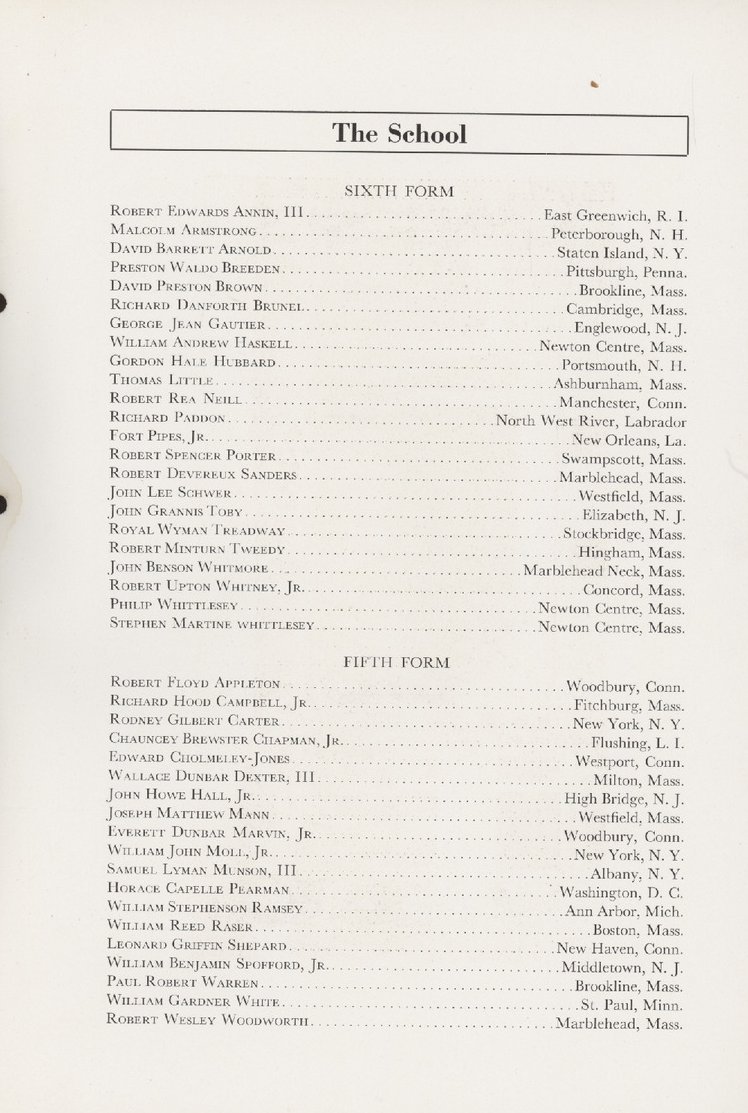 The School
SIXTH FORM
Robert Edwards Annin, III. . . . . . . . . . . . . . . . . . . . . . . . . . . . . . East Greenwich, R. I.
Malcolm Armstrong. . . . . . . . . . . . . . . . . . . . . . . . . . . . . . Peterborough, N. H.
David Barrett Arnold. . . . . . . . . . . . . . . . . . . . . . . . . . . . . . Staten Island, N. Y.
Preston Waldo Breeden. . . . . . . . . . . . . . . . . . . . . . . . . . . . . . Pittsburgh, Penna.
David Preston Brown. . . . . . . . . . . . . . . . . . . . . . . . . . . . . . Brookline, Mass.
Richard Danforth Brunel. . . . . . . . . . . . . . . . . . . . . . . . . . . . . . Cambridge, Mass.
George Jean Gautier. . . . . . . . . . . . . . . . . . . . . . . . . . . . . . Englewood, N. J.
William Andrew Haskell. . . . . . . . . . . . . . . . . . . . . . . . . . . . . . Newton Centre, Mass.
Gordon Hale Hubbard. . . . . . . . . . . . . . . . . . . . . . . . . . . . . . Portsmouth, N. H.
Thomas Little. . . . . . . . . . . . . . . . . . . . . . . . . . . . . . Ashburnham, Mass.
Robert Rea Neill. . . . . . . . . . . . . . . . . . . . . . . . . . . . . . Manchester, Conn.
Richard Paddon. . . . . . . . . . . . . . . . . . . . . . . . . . . . . . North West River, Labrador
Fort Pipes, Jr. . . . . . . . . . . . . . . . . . . . . . . . . . . . . . New Orleans, La.
Robert Spencer Porter. . . . . . . . . . . . . . . . . . . . . . . . . . . . . . Swampscott, Mass.
Robert Devereux Sanders. . . . . . . . . . . . . . . . . . . . . . . . . . . . . . Marblehead, Mass.
John Lee Schwer. . . . . . . . . . . . . . . . . . . . . . . . . . . . . . Westfield, Mass.
John Grannis Toby. . . . . . . . . . . . . . . . . . . . . . . . . . . . . . Elizabeth, N. J.
Royal Wyman Treadway. . . . . . . . . . . . . . . . . . . . . . . . . . . . . . Stockbridge, Mass.
Robert Minturn Tweedy. . . . . . . . . . . . . . . . . . . . . . . . . . . . . . Hingham, Mass.
John Benson Whitmore. . . . . . . . . . . . . . . . . . . . . . . . . . . . . . Marblehead Neck, Mass.
Robert Upton Whitney, Jr. . . . . . . . . . . . . . . . . . . . . . . . . . . . . . Concord, Mass.
Philip Whittlesey. . . . . . . . . . . . . . . . . . . . . . . . . . . . . . Newton Centre, Mass.
Stephen Martine whittlesey. . . . . . . . . . . . . . . . . . . . . . . . . . . . . . Newton Centre, Mass.
FIFTH FORM
Robert Floyd Appleton. . . . . . . . . . . . . . . . . . . . . . . . . . . . . . Woodbury, Conn.
Richard Hood Campbell, Jr. . . . . . . . . . . . . . . . . . . . . . . . . . . . . . Fitchburg, Mass.
Rodney Gilbert Carter. . . . . . . . . . . . . . . . . . . . . . . . . . . . . . New York, N. Y.
Chauncey Brewster Chapman, Jr. . . . . . . . . . . . . . . . . . . . . . . . . . . . . . Flushing, L. I.
Edward Cholmeley-Jones. . . . . . . . . . . . . . . . . . . . . . . . . . . . . . Westport, Conn.
Wallace Dunbar Dexter, III. . . . . . . . . . . . . . . . . . . . . . . . . . . . . . Milton, Mass.
John Howe Hall, Jr. . . . . . . . . . . . . . . . . . . . . . . . . . . . . . High Bridge, N. J.
Joseph Matthew Mann. . . . . . . . . . . . . . . . . . . . . . . . . . . . . . Westfield, Mass.
Everett Dunbar Marvin, Jr. . . . . . . . . . . . . . . . . . . . . . . . . . . . . . Woodbury, Conn.
William John Moll, Jr. . . . . . . . . . . . . . . . . . . . . . . . . . . . . . New York, N. Y.
Samuel Lyman Munson, III. . . . . . . . . . . . . . . . . . . . . . . . . . . . . . Albany, N. Y.
Horace Capelle Pearman. . . . . . . . . . . . . . . . . . . . . . . . . . . . . . Washington, D. C.
William Stephenson Ramsey. . . . . . . . . . . . . . . . . . . . . . . . . . . . . . Ann Arbor, Mich.
William Reed Raser. . . . . . . . . . . . . . . . . . . . . . . . . . . . . . Boston, Mass.
Leonard Griffin Shepard. . . . . . . . . . . . . . . . . . . . . . . . . . . . . . New Haven, Conn.
William Benjamin Spofford, Jr. . . . . . . . . . . . . . . . . . . . . . . . . . . . . . Middletown, N. J.
Paul Robert Warren. . . . . . . . . . . . . . . . . . . . . . . . . . . . . . Brookline, Mass.
William Gardner White. . . . . . . . . . . . . . . . . . . . . . . . . . . . . . St. Paul, Minn.
Robert Wesley Woodworth. . . . . . . . . . . . . . . . . . . . . . . . . . . . . . Marblehead, Mass.